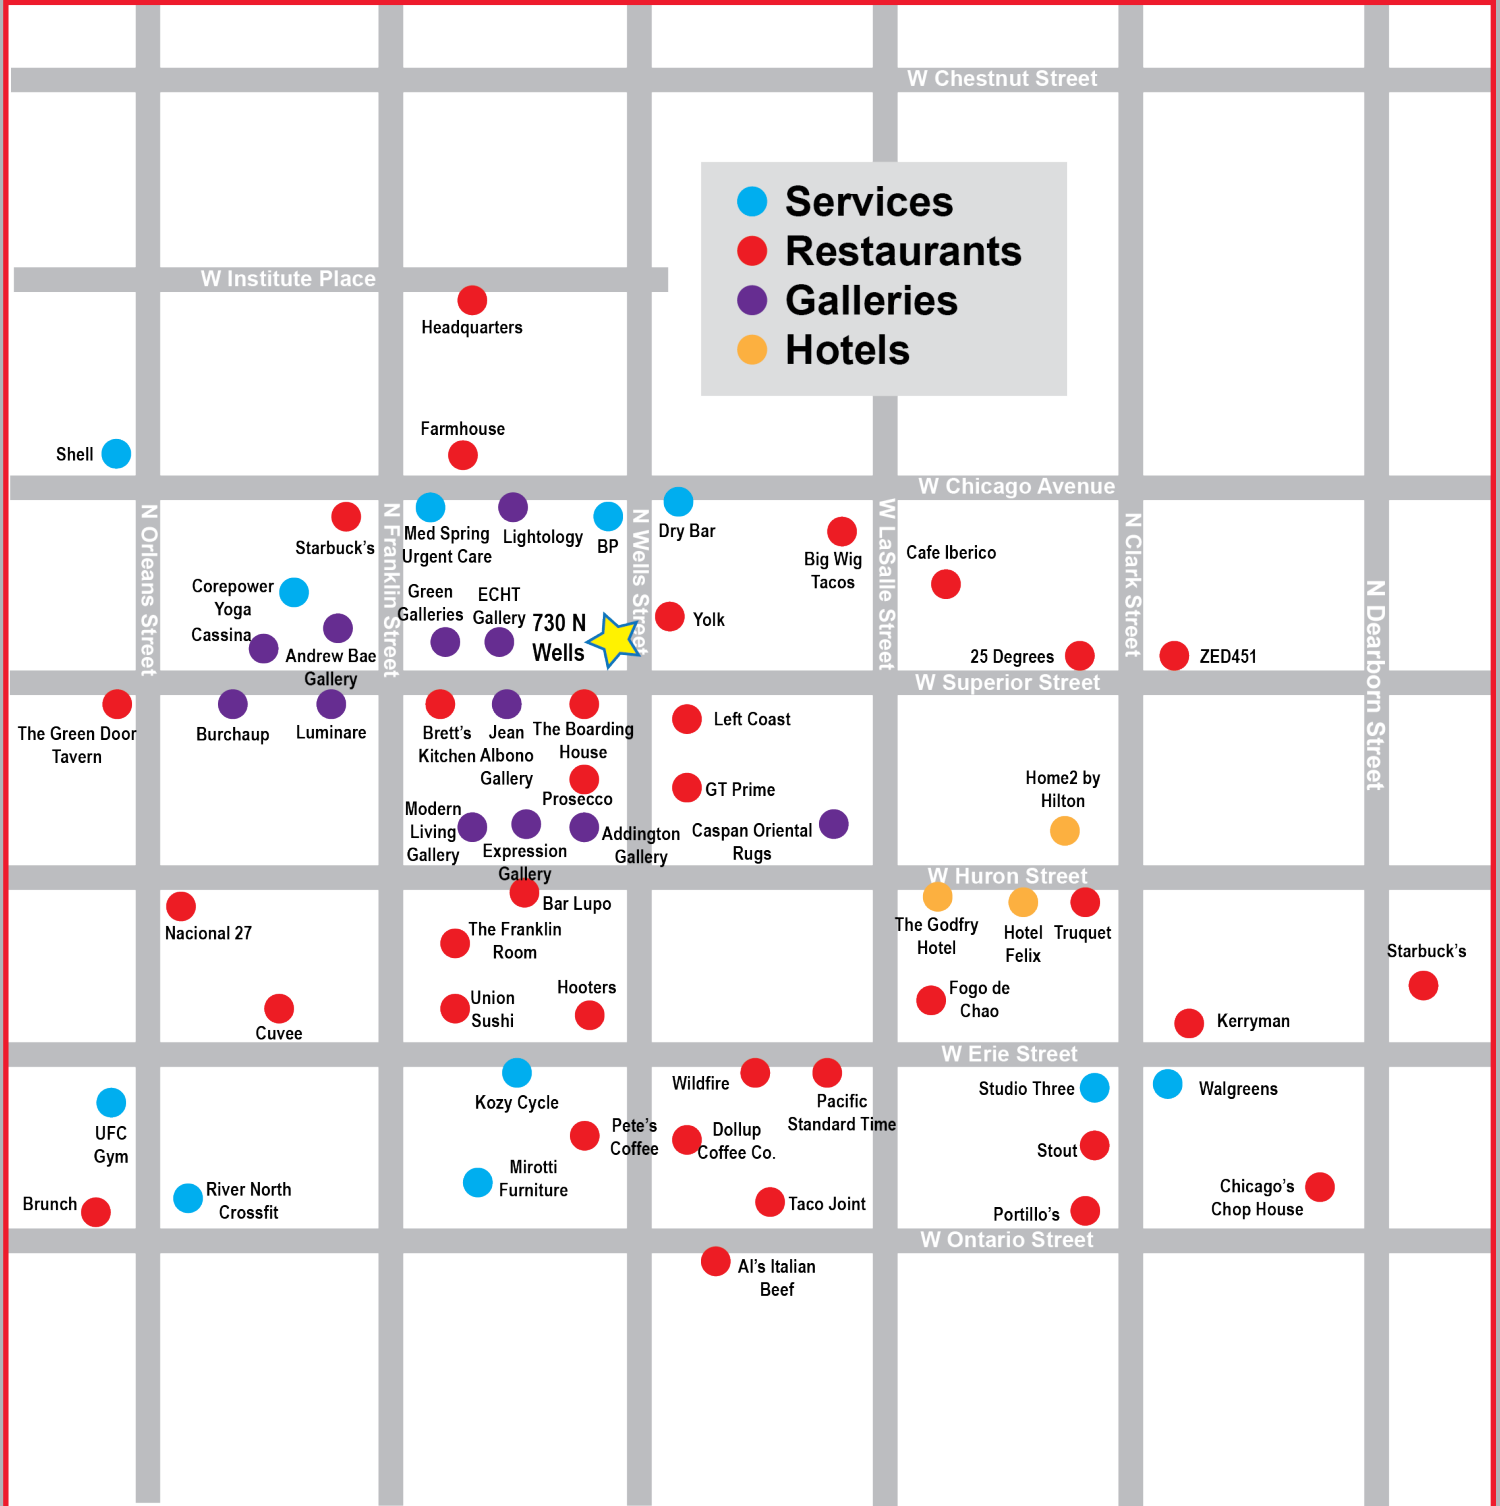 W Chestnut Street
Services
Restaurants
Galleries
Hotels
W Institute Place
Headquarters
Farmhouse
Shell
W Chicago Avenue
N Orleans Street
N Franklin Street
N Wells Street
W LaSalle Street
N Clark Street
N Dearborn Street
Starbuck's
Med Spring
Urgent Care
Lightology
BP
Dry Bar
Big Wig
Tacos
Cafe Iberico
Corepower
Yoga
Cassina
Andrew Bae
Gallery
Green
Galleries
ECHT
Gallery
730 N
Wells
Yolk
25 Degrees
ZED451
W Superior Street
The Green Door
Tavern
Burchaup
Luminare
Brett's
Kitchen
Jean
Albono
Gallery
The Boarding
House
Left Coast
Prosecco
GT Prime
Home2 by
Hilton
Modern
Living
Gallery
Expression
Gallery
Addington
Gallery
Caspan Oriental
Rugs
W Huron Street
Nacional 27
Bar Lupo
The Franklin
Room
The Godfry
Hotel
Hotel
Felix
Truquet
Starbuck's
Cuvee
Union
Sushi
Hooters
Fogo de
Chao
Kerryman
W Erie Street
UFC
Gym
Kozy Cycle
Wildfire
Pacific
Standard Time
Studio Three
Walgreens
Pete's
Coffee
Dollup
Coffee Co.
Stout
Brunch
River North
Crossfit
Mirotti
Furniture
Taco Joint
Portillo's
Chicago's
Chop House
W Ontario Street
Al's Italian
Beef